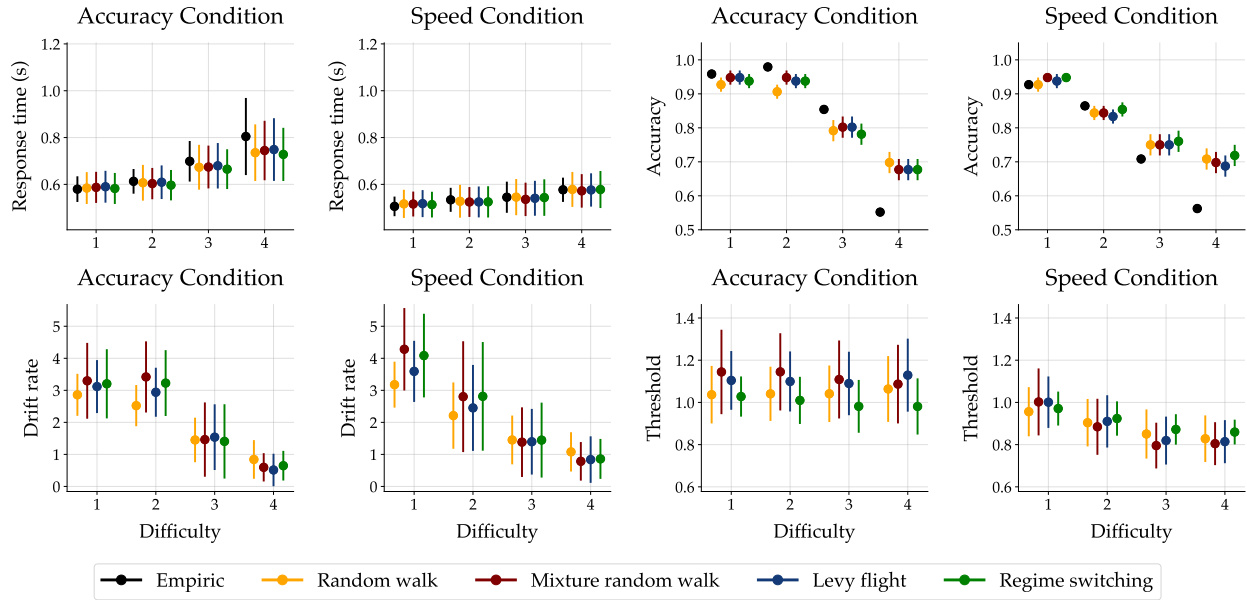 Accuracy Condition
Speed Condition
Accuracy Condition
Speed Condition
Response time (s)
1.2
1.0
0.8
0.6
1 2 3 4
Response time (s)
1.2
1.0
0.8
0.6
1 2 3 4
Accuracy
1.0
0.9
0.8
0.7
0.6
0.5
1 2 3 4
Accuracy
1.0
0.9
0.8
0.7
0.6
0.5
1 2 3 4
Accuracy Condition
Speed Condition
Accuracy Condition
Speed Condition
Drift rate
5
4
3
2
1
0
1 2 3 4
Difficulty
Drift rate
5
4
3
2
1
0
1 2 3 4
Difficulty
Threshold
1.4
1.2
1.0
0.8
0.6
1 2 3 4
Difficulty
Threshold
1.4
1.2
1.0
0.8
0.6
1 2 3 4
Difficulty
Empiric Random walk Mixture random walk Levy flight Regime switching